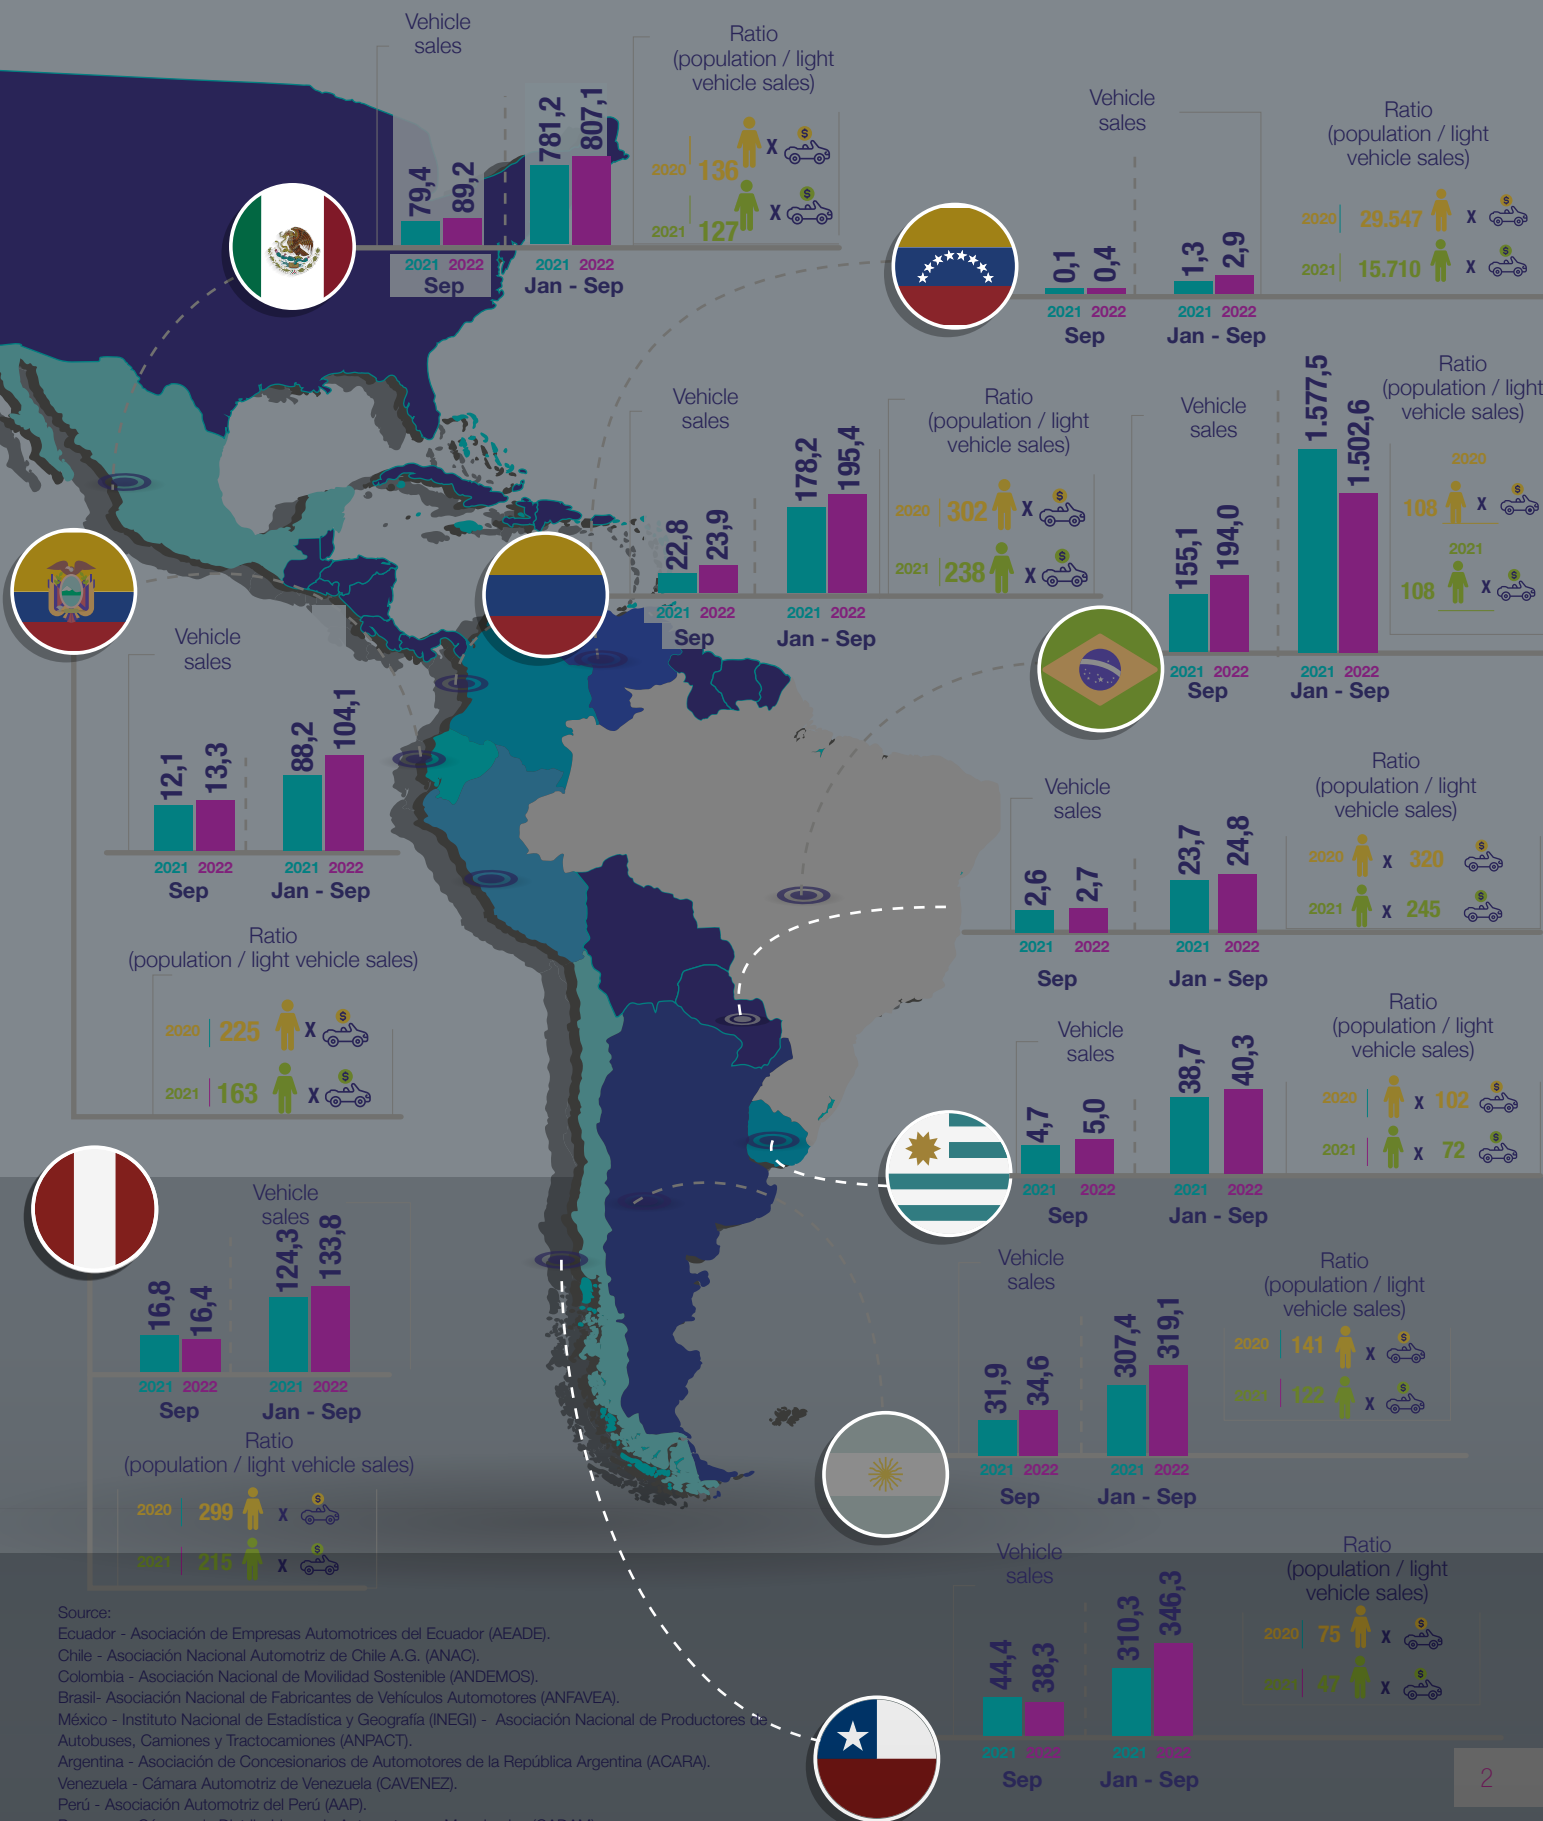 Vehicle
sales
79,4
89,2
781,2
807,1
2021 2022
Sep
2021 2022
Jan - Sep
Ratio
(population / light
vehicle sales)
2020 136 X $
2021 127 X $
Vehicle
sales
0,1
0,4
1,3
2,9
2021 2022
Sep
2021 2022
Jan - Sep
Ratio
(population / light
vehicle sales)
2020 29.547 X $
2021 15.710 X $
Vehicle
sales
22,8
23,9
178,2
195,4
2021 2022
Sep
2021 2022
Jan - Sep
Ratio
(population / light
vehicle sales)
2020 302 X $
2021 238 X $
Vehicle
sales
155,1
194,0
1.577,5
1.502,6
2021 2022
Sep
2021 2022
Jan - Sep
Ratio
(population / light
vehicle sales)
2020
108 X $
2021
108 X $
Vehicle
sales
12,1
13,3
88,2
104,1
2021 2022
Sep
2021 2022
Jan - Sep
Ratio
(population / light vehicle sales)
2020 225 X $
2021 163 X $
Vehicle
sales
2,6
2,7
23,7
24,8
2021 2022
Sep
2021 2022
Jan - Sep
Ratio
(population / light
vehicle sales)
2020 X 320 $
2021 X 245 $
Vehicle
sales
4,7
5,0
38,7
40,3
2021 2022
Sep
2021 2022
Jan - Sep
Ratio
(population / light
vehicle sales)
2020 X 102 $
2021 X 72 $
Vehicle
sales
16,8
16,4
124,3
133,8
2021 2022
Sep
2021 2022
Jan - Sep
Ratio
(population / light vehicle sales)
2020 299 X $
2021 215 X $
Vehicle
sales
31,9
34,6
307,4
319,1
2021 2022
Sep
2021 2022
Jan - Sep
Ratio
(population / light
vehicle sales)
2020 141 X $
2021 122 X $
Vehicle
sales
44,4
38,3
310,3
346,3
2021 2022
Sep
2021 2022
Jan - Sep
Ratio
(population / light
vehicle sales)
2020 75 X $
2021 47 X $
Source:
Ecuador - Asociación de Empresas Automotrices del Ecuador (AEADE).
Chile - Asociación Nacional Automotriz de Chile A.G. (ANAC).
Colombia - Asociación Nacional de Movilidad Sostenible (ANDEMOS).
Brasil- Asociación Nacional de Fabricantes de Vehículos Automotores (ANFAVEA).
México - Instituto Nacional de Estadística y Geografía (INEGI) - Asociación Nacional de Productores de
Autobuses, Camiones y Tractocamiones (ANPACT).
Argentina - Asociación de Concesionarios de Automotores de la República Argentina (ACARA).
Venezuela - Cámara Automotriz de Venezuela (CAVENEZ).
Perú - Asociación Automotriz del Perú (AAP).
2